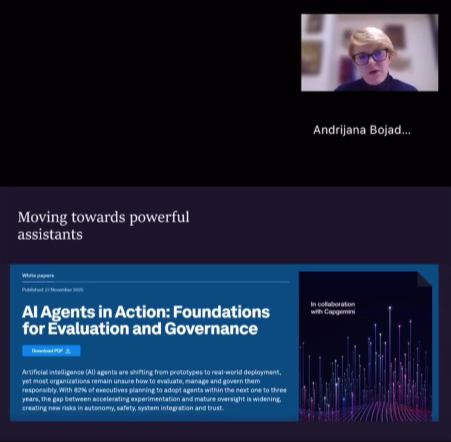 Andrijana Bojad...
Moving towards powerful
assistants
White papers
Published: 27 November 2025
AI Agents in Action: Foundations
for Evaluation and Governance
Download PDF
Artificial intelligence (AI) agents are shifting from prototypes to real-world deployment,
yet most organizations remain unsure how to evaluate, manage and govern them
responsibly. With 82% of executives planning to adopt agents within the next one to three
years, the gap between accelerating experimentation and mature oversight is widening,
creating new risks in autonomy, safety, system integration and trust.
In collaboration
with Capgemini